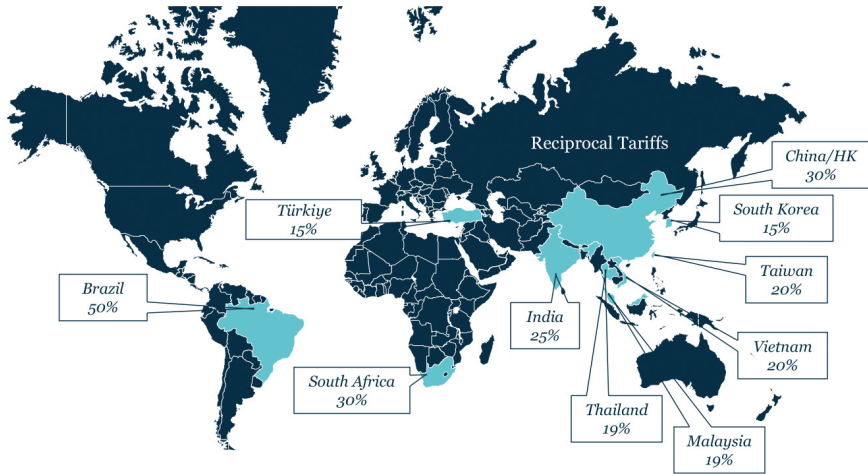 Reciprocal Tariffs
China/HK
30%
Türkiye
15%
South Korea
15%
Brazil
50%
Taiwan
20%
India
25%
Vietnam
20%
South Africa
30%
Thailand
19%
Malaysia
19%